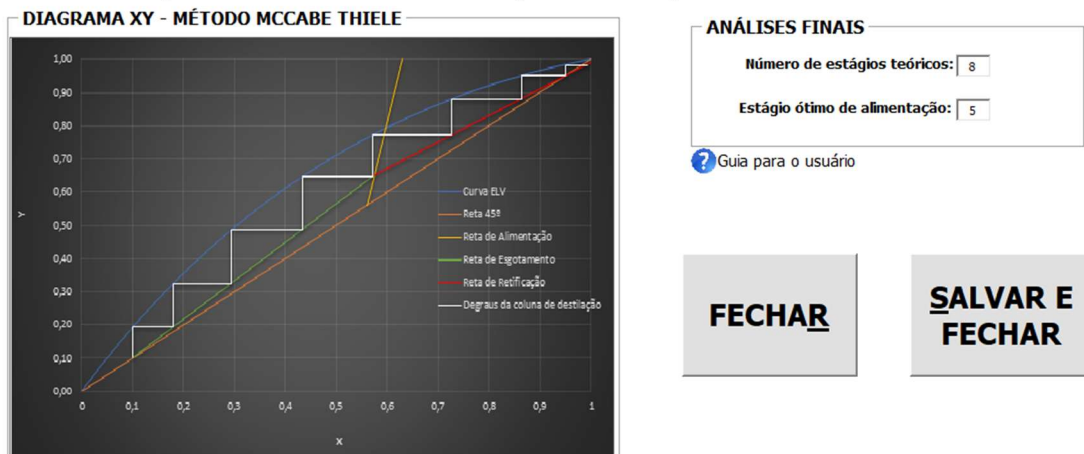 DIAGRAMA XY - MÉTODO MCCABE THIELE
1,00
0,90
0,80
0,70
0,60
0,50
0,40
0,30
0,20
0,10
0,00
Y
0
0,1
0,2
0,3
0,4
0,5
0,6
0,7
0,8
0,9
1
X
Curva ELV
Reta 45º
Reta de Alimentação
Reta de Esgotamento
Reta de Retificação
Degraus da coluna de destilação
ANÁLISES FINAIS
Número de estágios teóricos: 8
Estágio ótimo de alimentação: 5
? Guia para o usuário
FECHAR
SALVAR E
FECHAR